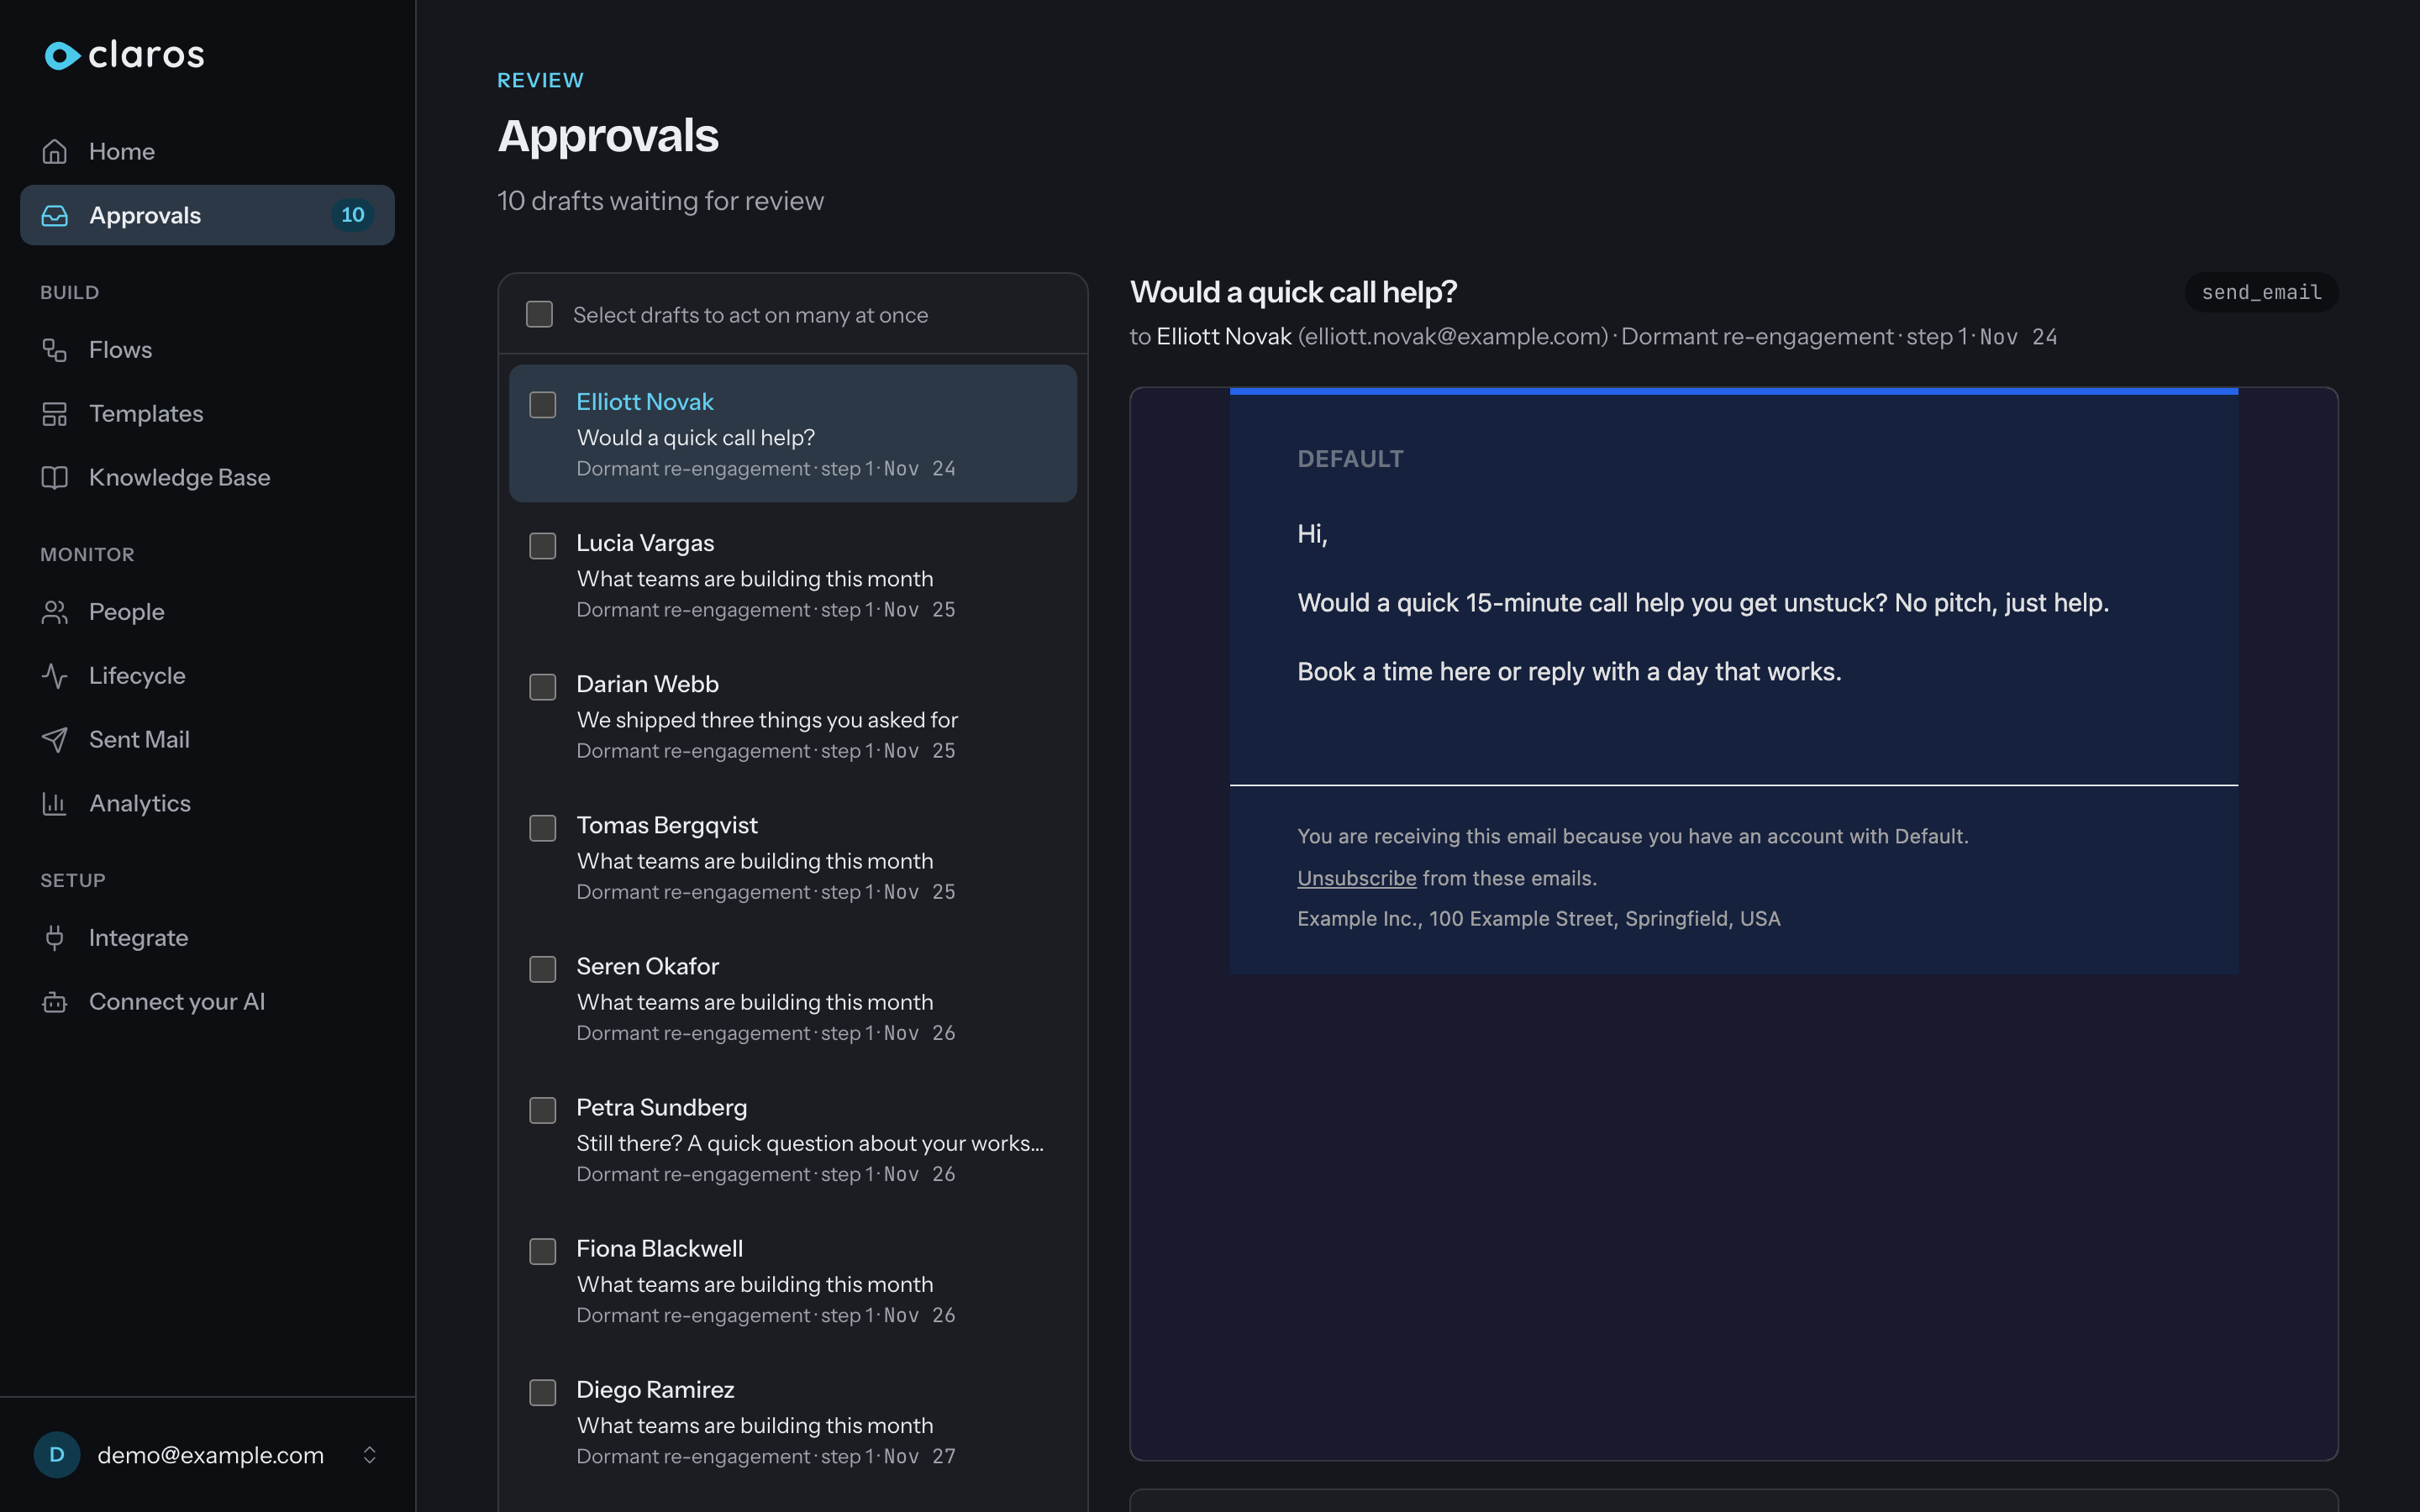 claros
Home
Approvals 10
BUILD
Flows
Templates
Knowledge Base
MONITOR
People
Lifecycle
Sent Mail
Analytics
SETUP
Integrate
Connect your AI
D demo@example.com
REVIEW
Approvals
10 drafts waiting for review
Select drafts to act on many at once
Elliott Novak
Would a quick call help?
Dormant re-engagement · step 1 · Nov 24
Lucia Vargas
What teams are building this month
Dormant re-engagement · step 1 · Nov 25
Darian Webb
We shipped three things you asked for
Dormant re-engagement · step 1 · Nov 25
Tomas Bergqvist
What teams are building this month
Dormant re-engagement · step 1 · Nov 25
Seren Okafor
What teams are building this month
Dormant re-engagement · step 1 · Nov 26
Petra Sundberg
Still there? A quick question about your works...
Dormant re-engagement · step 1 · Nov 26
Fiona Blackwell
What teams are building this month
Dormant re-engagement · step 1 · Nov 26
Diego Ramirez
What teams are building this month
Dormant re-engagement · step 1 · Nov 27
Would a quick call help?
send_email
to Elliott Novak (elliott.novak@example.com) · Dormant re-engagement · step 1 · Nov 24
DEFAULT
Hi,
Would a quick 15-minute call help you get unstuck? No pitch, just help.
Book a time here or reply with a day that works.
You are receiving this email because you have an account with Default.
Unsubscribe from these emails.
Example Inc., 100 Example Street, Springfield, USA